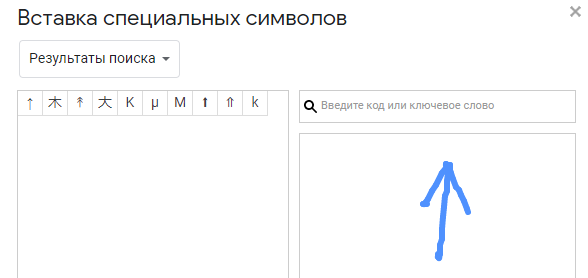 Вставка специальных символов
Результаты поиска
↑ 木 ↟ 大 K µ M ⬆ ⇑ k
Введите код или ключевое слово